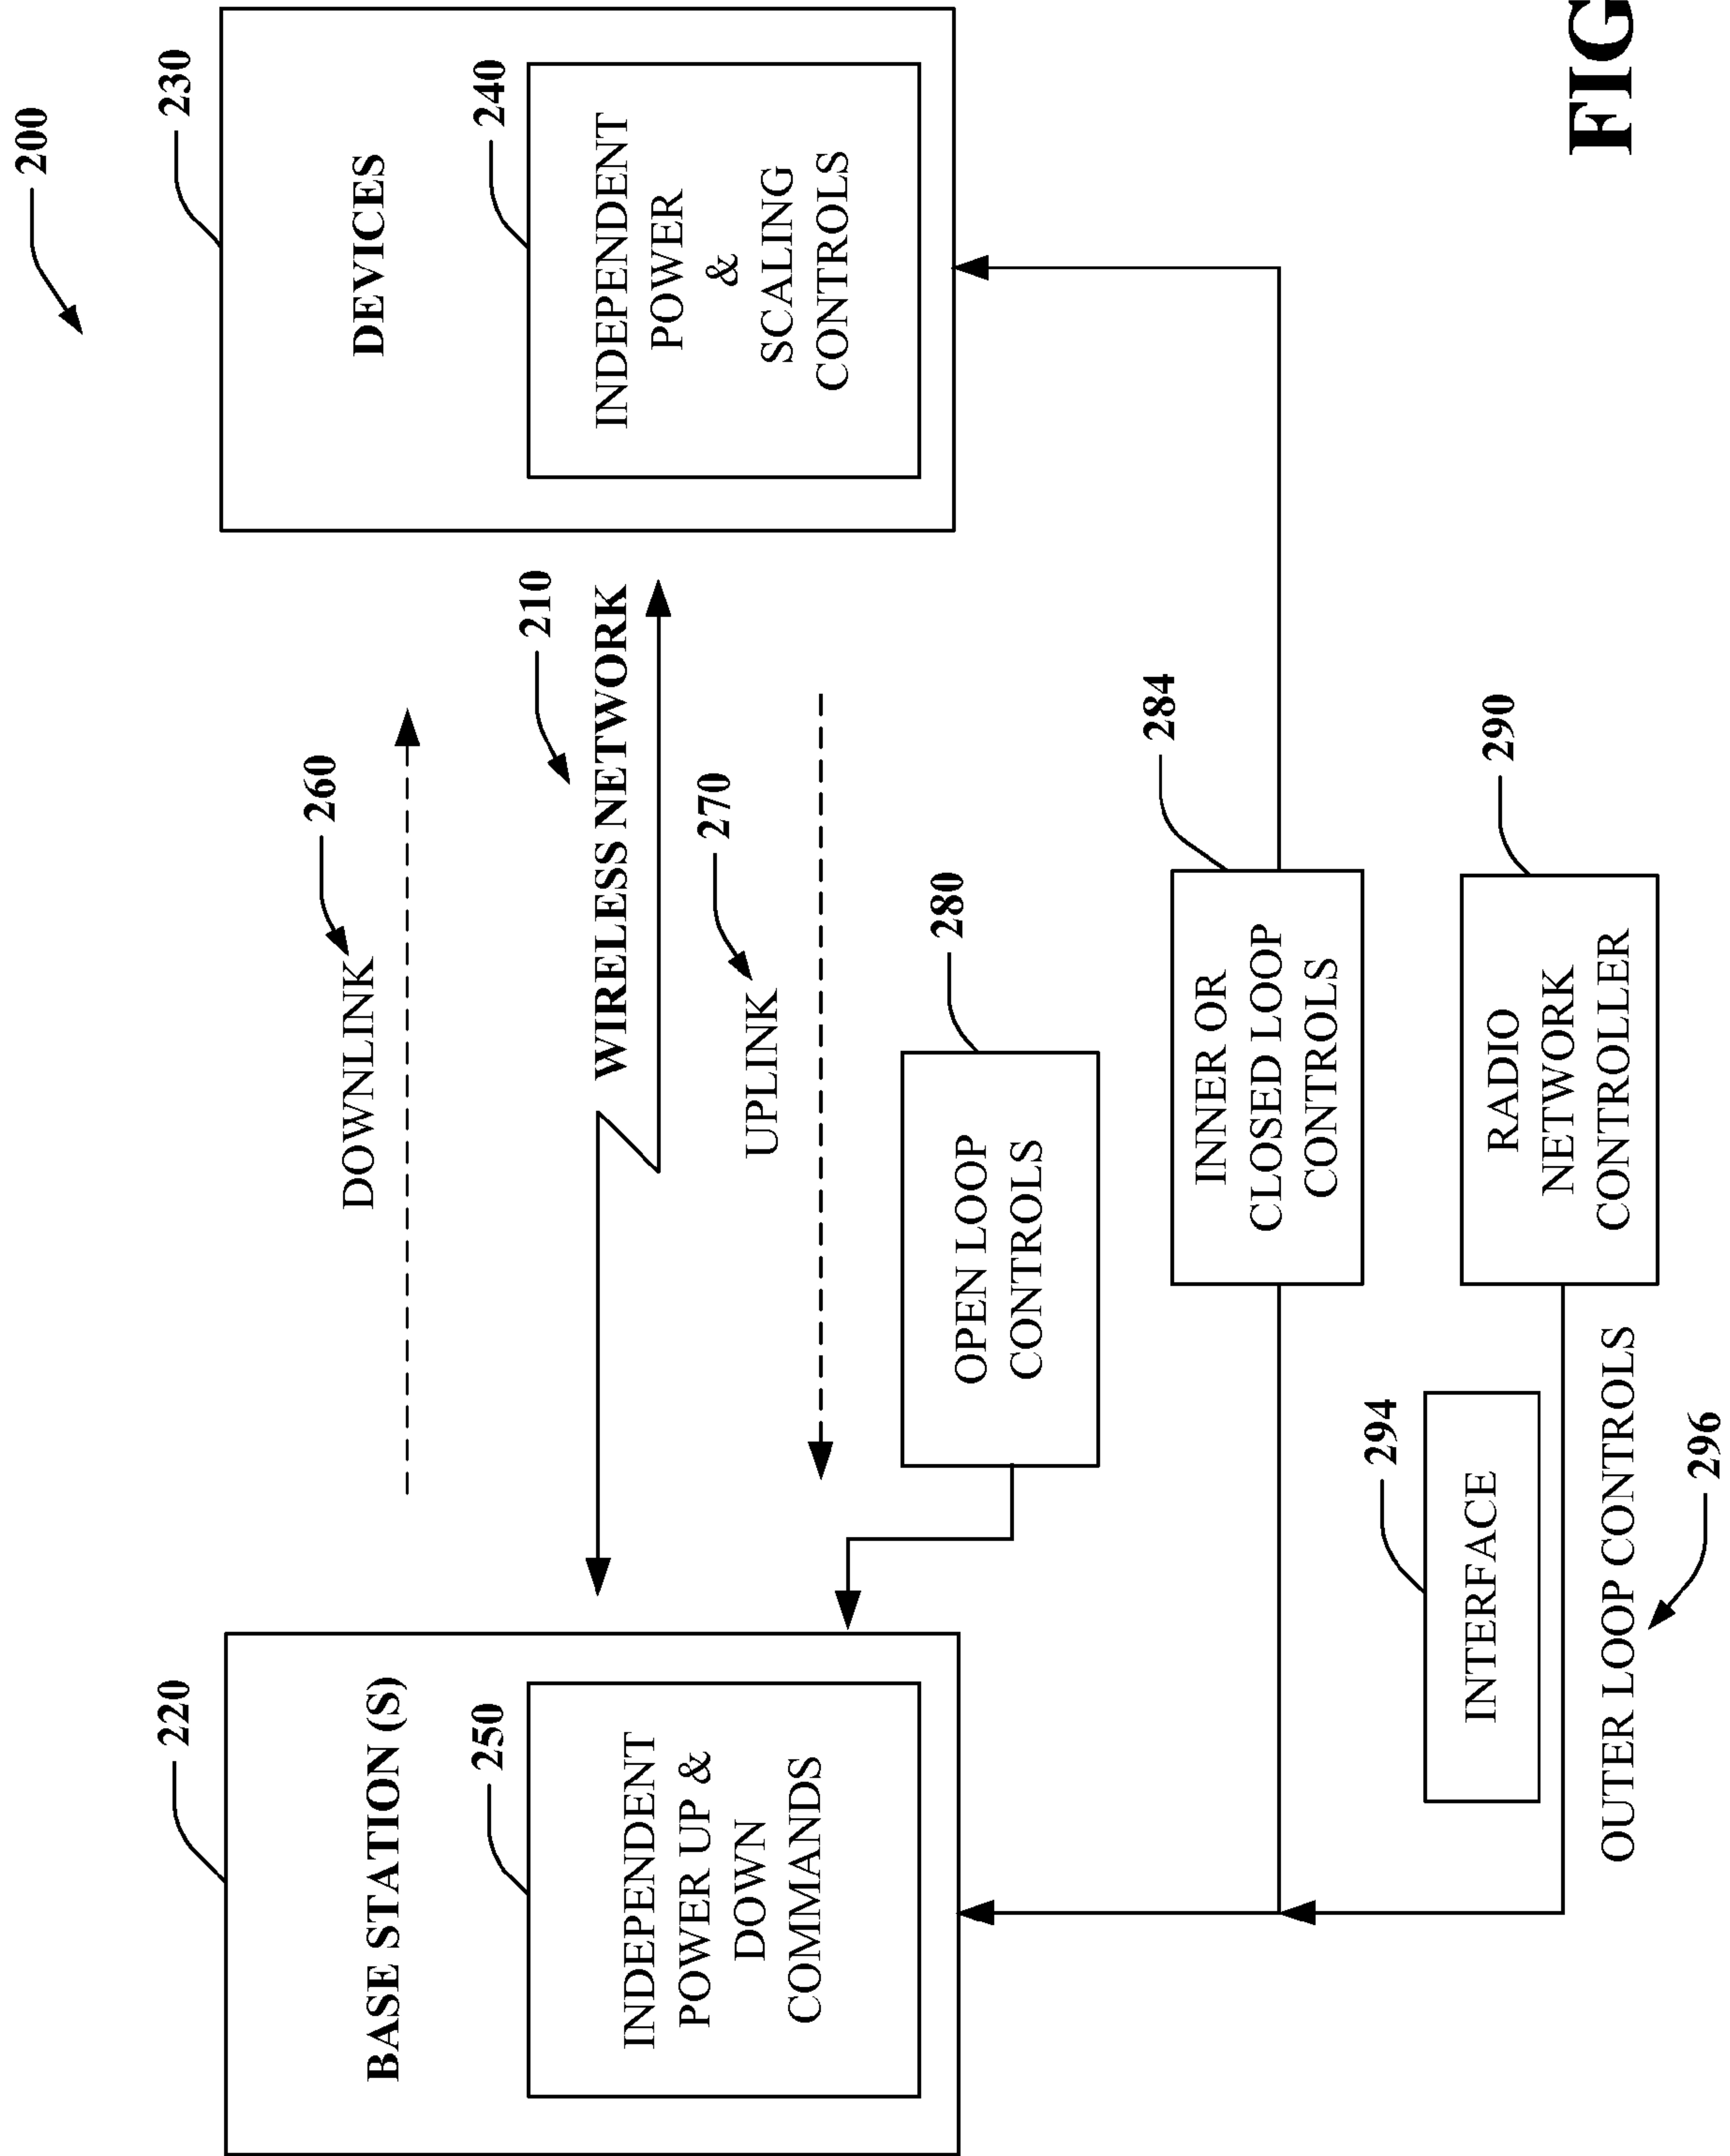 200
220
BASE STATION (S)
250
INDEPENDENT
POWER UP &
DOWN
COMMANDS
260
DOWNLINK
210
WIRELESS NETWORK
270
UPLINK
230
DEVICES
240
INDEPENDENT
POWER
&
SCALING
CONTROLS
280
OPEN LOOP
CONTROLS
284
INNER OR
CLOSED LOOP
CONTROLS
294
INTERFACE
290
RADIO
NETWORK
CONTROLLER
OUTER LOOP CONTROLS
296
FIG